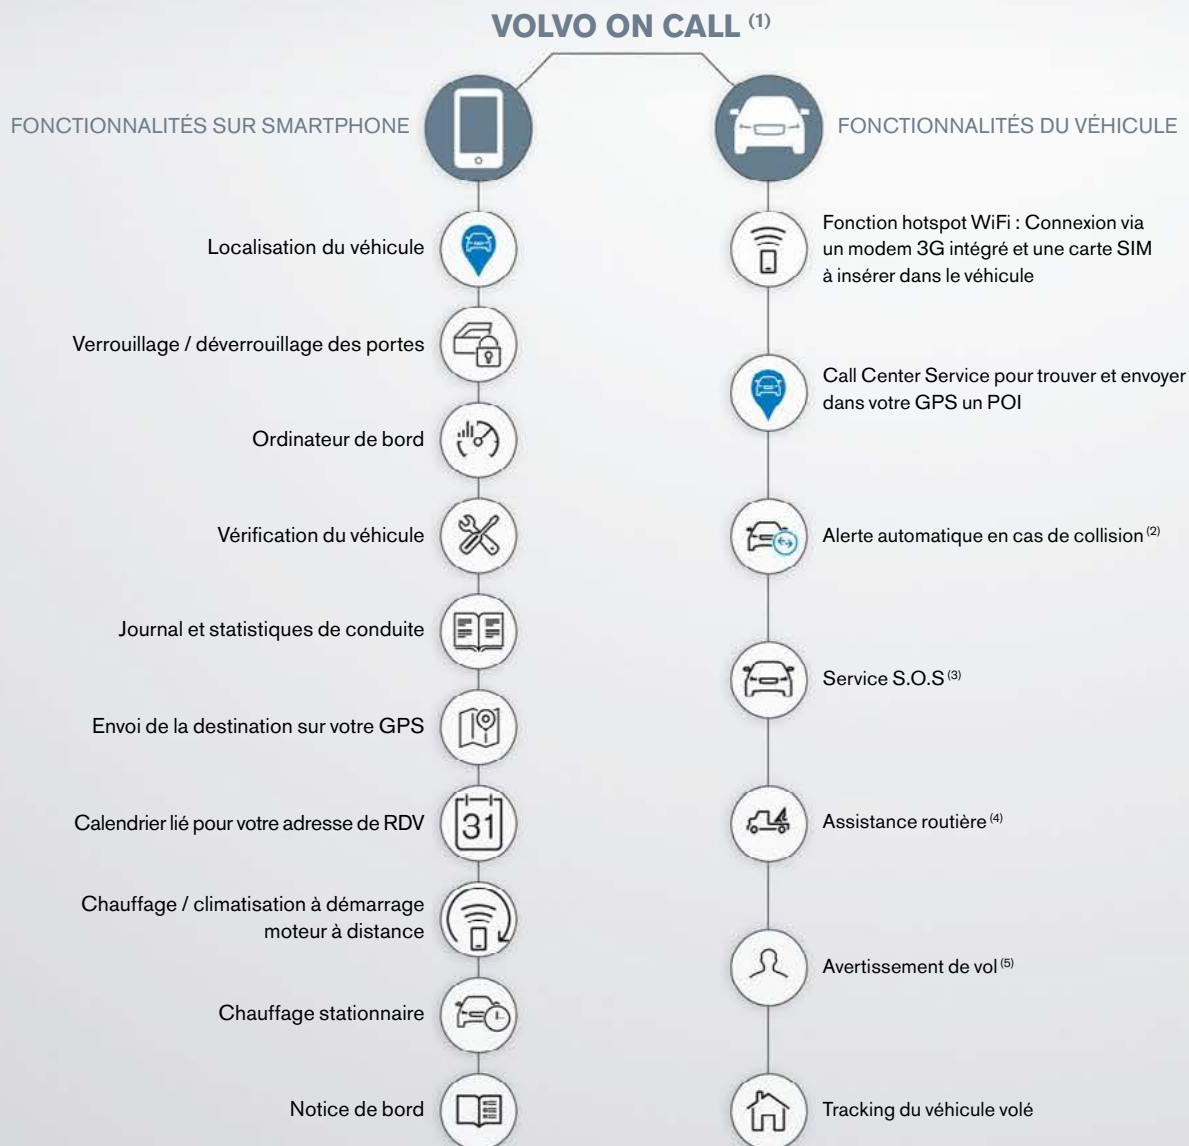 VOLVO ON CALL (1)
FONCTIONNALITÉS SUR SMARTPHONE
Localisation du véhicule
Verrouillage / déverrouillage des portes
Ordinateur de bord
Vérification du véhicule
Journal et statistiques de conduite
Envoi de la destination sur votre GPS
Calendrier lié pour votre adresse de RDV
31
Chauffage / climatisation à démarrage
moteur à distance
Chauffage stationnaire
Notice de bord
FONCTIONNALITÉS DU VÉHICULE
Fonction hotspot WiFi : Connexion via
un modem 3G intégré et une carte SIM
à insérer dans le véhicule
Call Center Service pour trouver et envoyer
dans votre GPS un POI
Alerte automatique en cas de collision (2)
Service S.O.S (3)
Assistance routière (4)
Avertissement de vol (5)
Tracking du véhicule volé